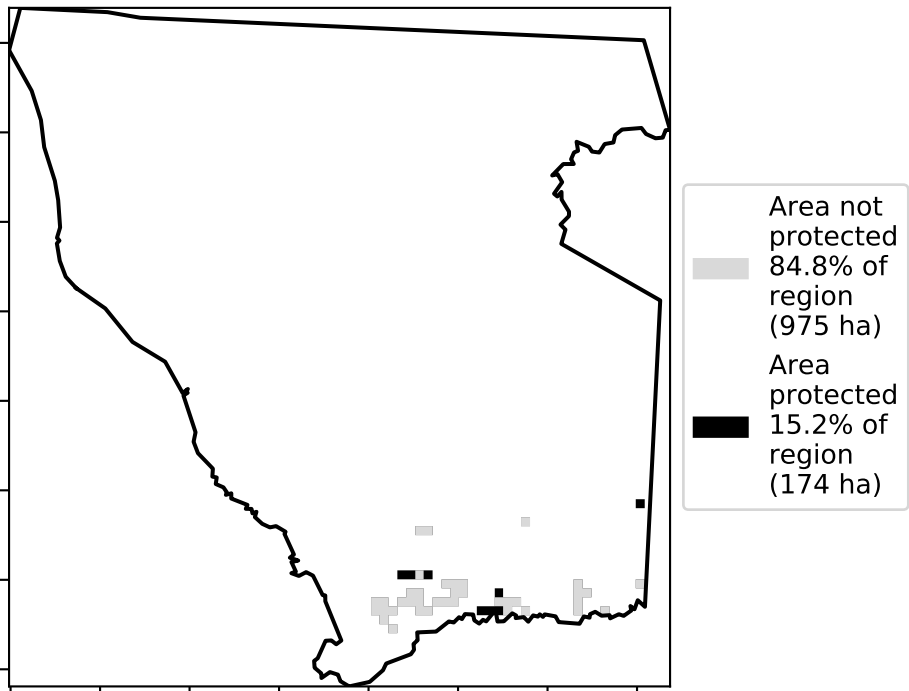 Area not
protected
84.8% of
region
(975 ha)
Area
protected
15.2% of
region
(174 ha)